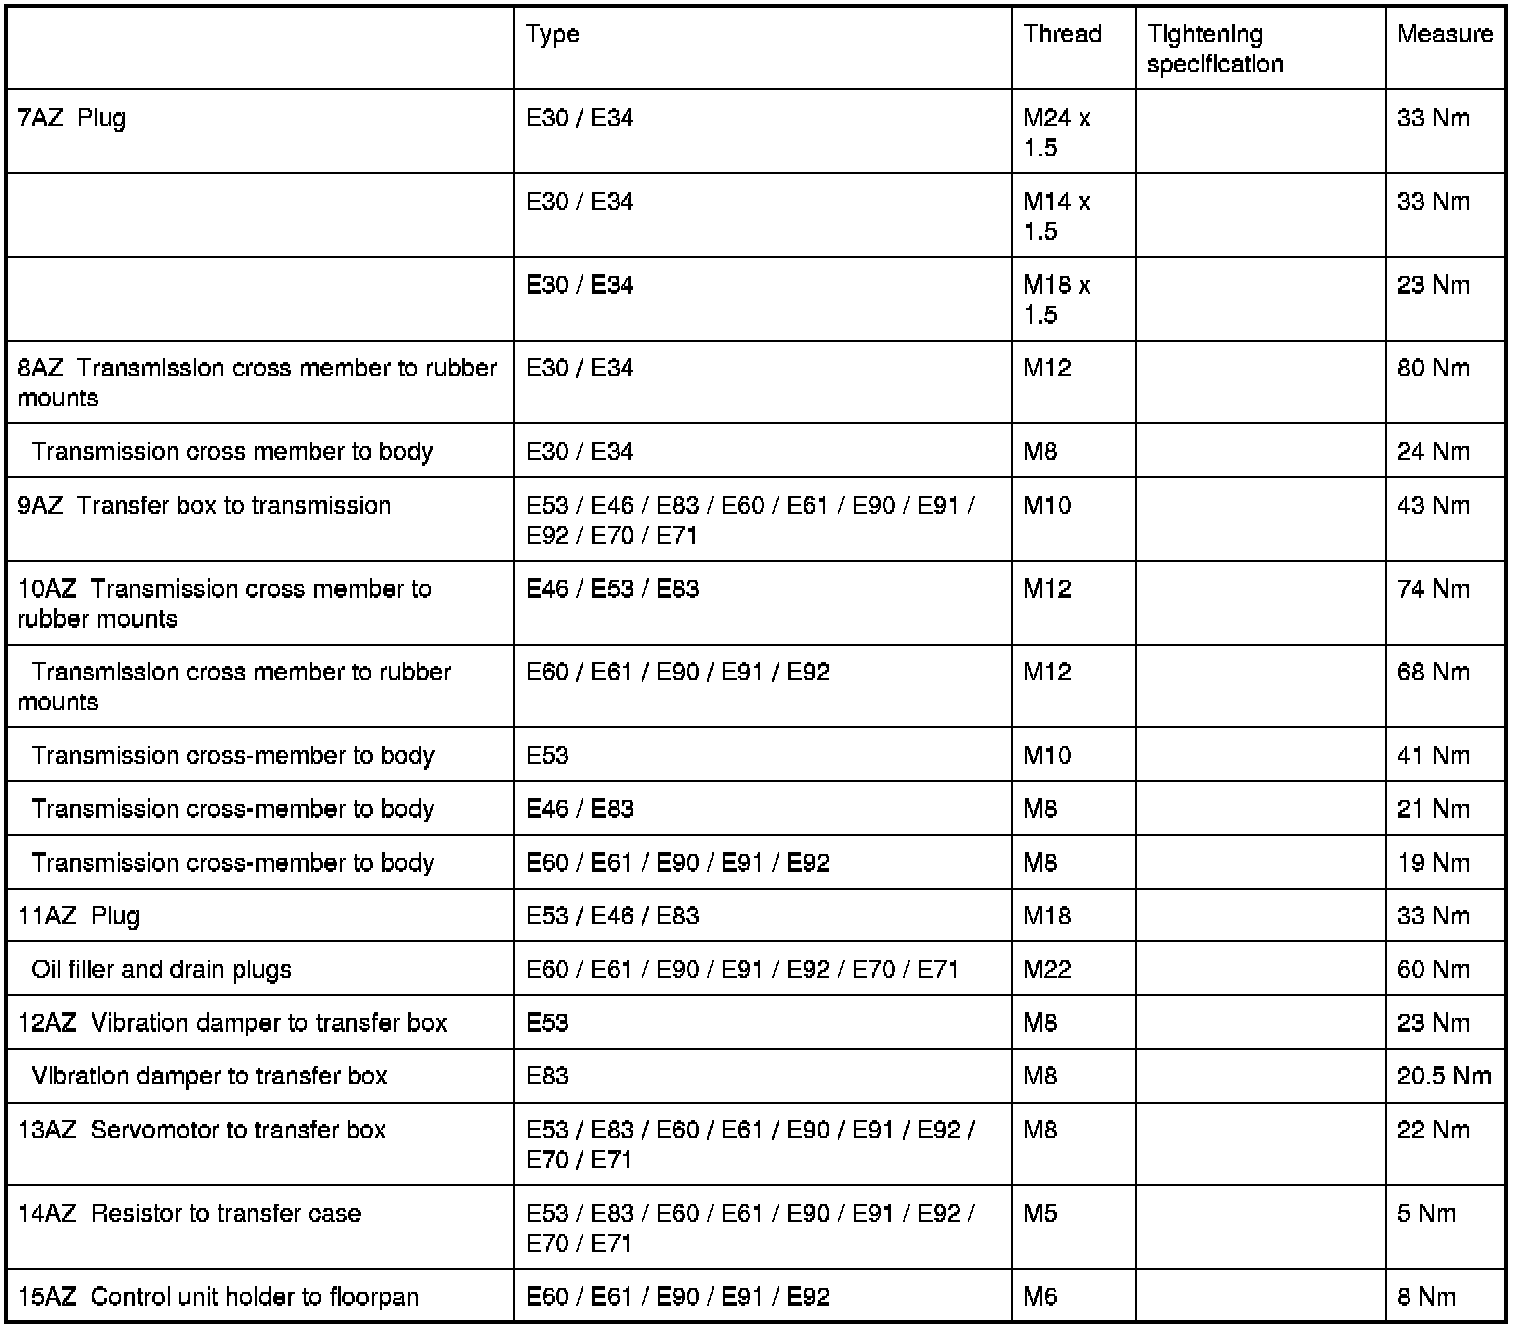 Type Thread Tightening Measure
specification
7AZ Plug E30 / E34 M24 x 33 Nm
1.5
E30 / E34 M14 x 33 Nm
1.5
E30 / E34 M18 x 23 Nm
1.5
8AZ Transmission cross member to rubber E30 / E34 M12 80 Nm
mounts
Transmission cross member to body E30 / E34 M8 24 Nm
9AZ Transfer box to transmission E53 / E46 / E83 / E60 / E61 / E90 / E91 / M10 43 Nm
E92 / E70 / E71
10AZ Transmission cross member to E46 / E53 / E83 M12 74 Nm
rubber mounts
Transmission cross member to rubber E60 / E61 / E90 / E91 / E92 M12 68 Nm
mounts
Transmission cross-member to body E53 M10 41 Nm
Transmission cross-member to body E46 / E83 M8 21 Nm
Transmission cross-member to body E60 / E61 / E90 / E91 / E92 M8 19 Nm
11AZ Plug E53 / E46 / E83 M18 33 Nm
Oil filler and drain plugs E60 / E61 / E90 / E91 / E92 / E70 / E71 M22 60 Nm
12AZ Vibration damper to transfer box E53 M8 23 Nm
Vibration damper to transfer box E83 M8 20.5 Nm
13AZ Servomotor to transfer box E53 / E83 / E60 / E61 / E90 / E91 / E92 / M8 22 Nm
E70 / E71
14AZ Resistor to transfer case E53 / E83 / E60 / E61 / E90 / E91 / E92 / M5 5 Nm
E70 / E71
15AZ Control unit holder to floorpan E60 / E61 / E90 / E91 / E92 M6 8 Nm